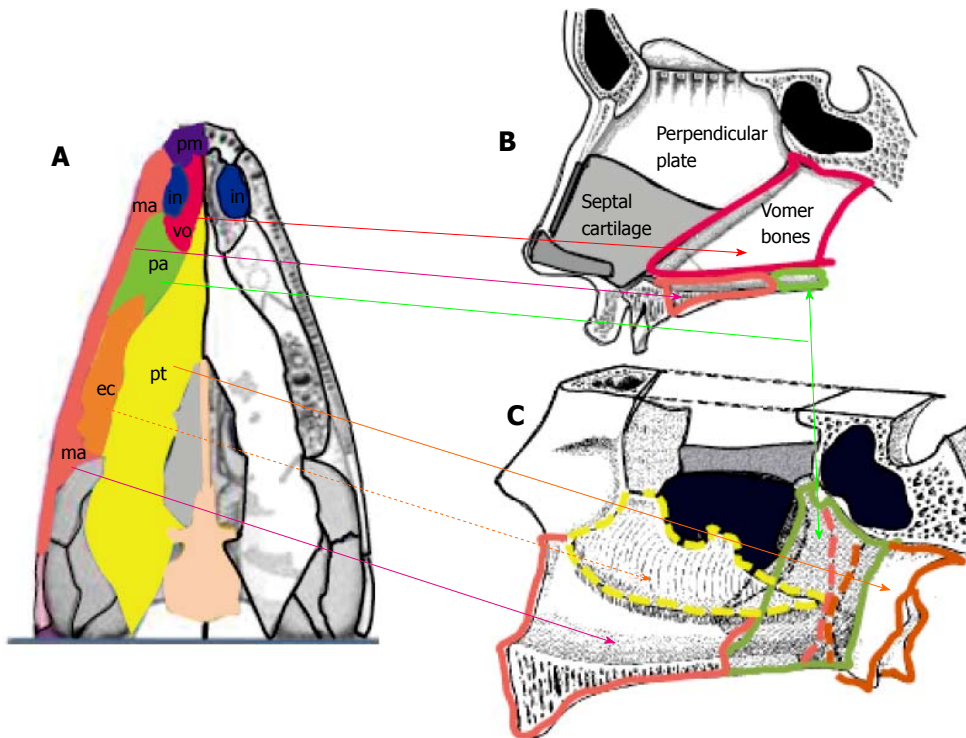 A
pm
in
in
ma
vo
pa
ec
pt
ma
B
Perpendicular
plate
Septal
cartilage
Vomer
bones
C